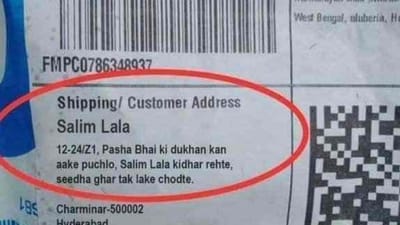 West Bengal, uluberia, H
FMPC0786348937
Shipping/ Customer Address
Salim Lala
12-24/Z1, Pasha Bhai ki dukhan kan
aake puchlo, Salim Lala kidhar rehte,
seedha ghar tak lake chodte.
Charminar-500002
Hyderabad